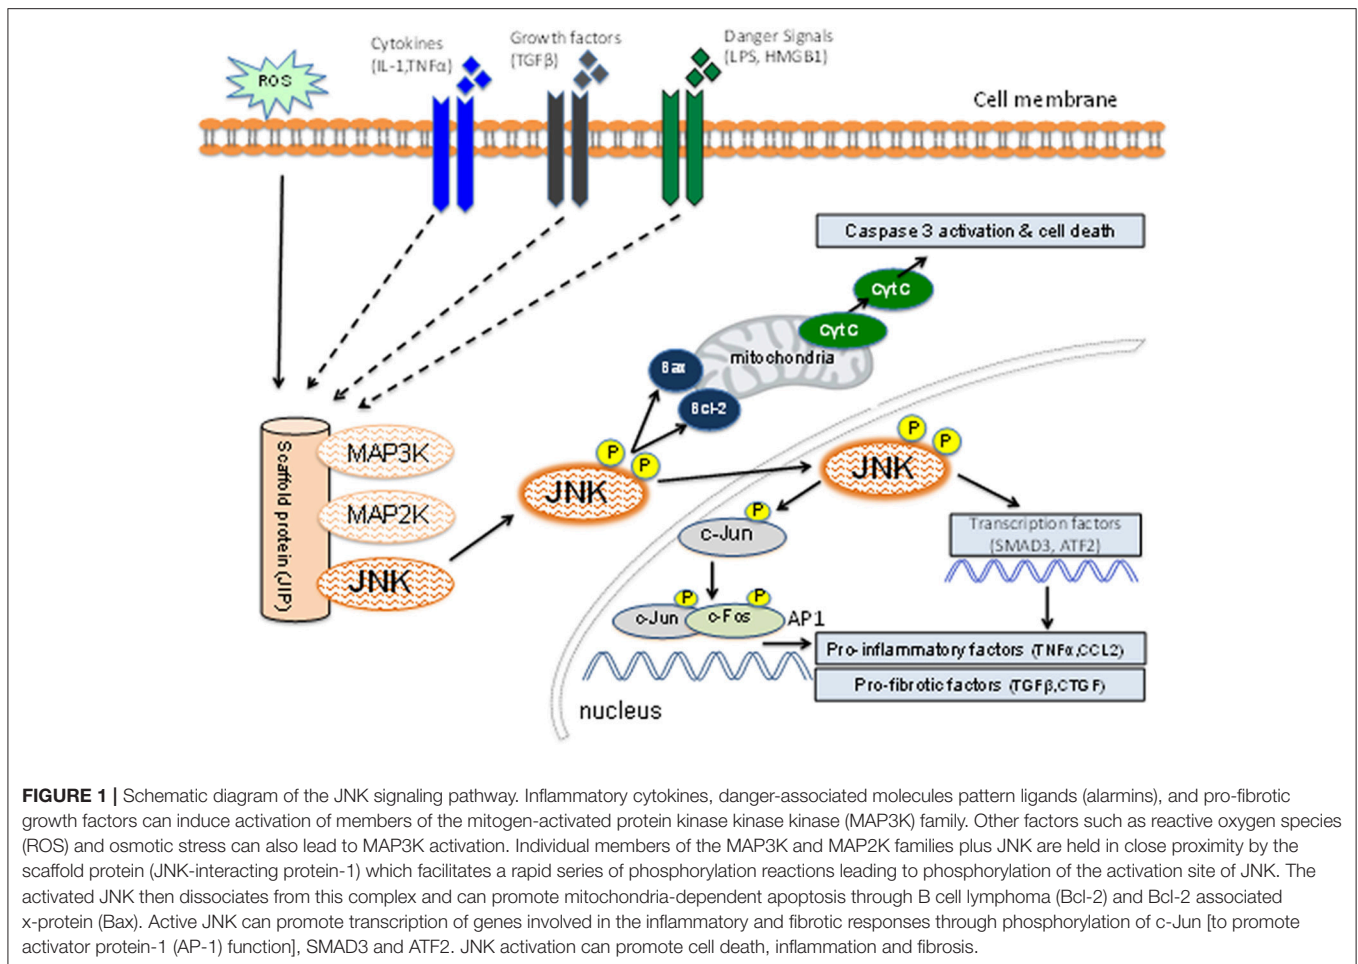 ROS
Cytokines
(IL-1,TNFα)
Growth factors
(TGFβ)
Danger Signals
(LPS, HMGB1)
Cell membrane
Caspase 3 activation & cell death
Cyt C
Cyt C
mitochondria
Bax
Bcl-2
Scaffold protein (JIP)
MAP3K
MAP2K
JNK
P
P
JNK
P
P
JNK
P
c-Jun
Transcription factors
(SMAD3, ATF2)
P
P
c-Jun
c-Fos
AP1
Pro-inflammatory factors (TNFα,CCL2)
Pro-fibrotic factors (TGFβ,CTGF)
nucleus
FIGURE 1 | Schematic diagram of the JNK signaling pathway. Inflammatory cytokines, danger-associated molecules pattern ligands (alarmins), and pro-fibrotic
growth factors can induce activation of members of the mitogen-activated protein kinase kinase kinase (MAP3K) family. Other factors such as reactive oxygen species
(ROS) and osmotic stress can also lead to MAP3K activation. Individual members of the MAP3K and MAP2K families plus JNK are held in close proximity by the
scaffold protein (JNK-interacting protein-1) which facilitates a rapid series of phosphorylation reactions leading to phosphorylation of the activation site of JNK. The
activated JNK then dissociates from this complex and can promote mitochondria-dependent apoptosis through B cell lymphoma (Bcl-2) and Bcl-2 associated
x-protein (Bax). Active JNK can promote transcription of genes involved in the inflammatory and fibrotic responses through phosphorylation of c-Jun [to promote
activator protein-1 (AP-1) function], SMAD3 and ATF2. JNK activation can promote cell death, inflammation and fibrosis.